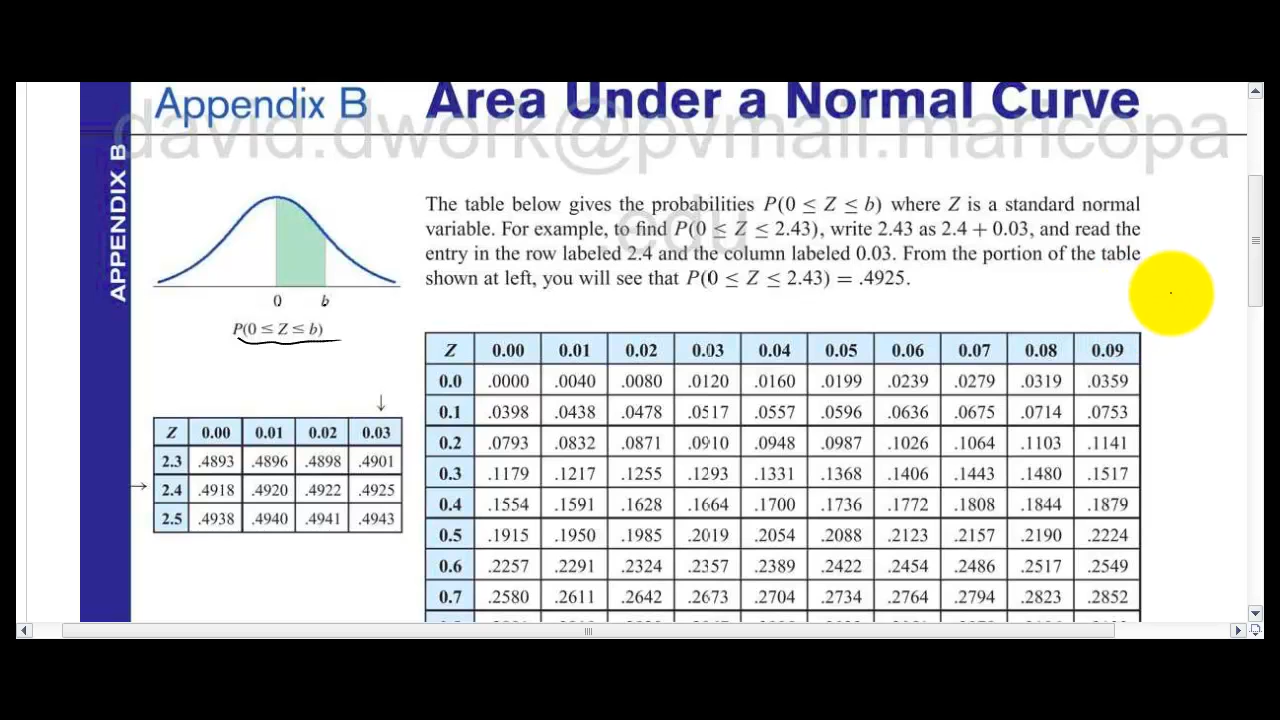 Appendix B
Area Under a Normal Curve
david.dwork@pvmail.maricopa
.edu
APPENDIX B
0 b
P(0 ≤ Z ≤ b)
The table below gives the probabilities P(0 ≤ Z ≤ b) where Z is a standard normal
variable. For example, to find P(0 ≤ Z ≤ 2.43), write 2.43 as 2.4 + 0.03, and read the
entry in the row labeled 2.4 and the column labeled 0.03. From the portion of the table
shown at left, you will see that P(0 ≤ Z ≤ 2.43) = .4925.
↓
Z 0.00 0.01 0.02 0.03
2.3 .4893 .4896 .4898 .4901
→ 2.4 .4918 .4920 .4922 .4925
2.5 .4938 .4940 .4941 .4943
Z 0.00 0.01 0.02 0.03 0.04 0.05 0.06 0.07 0.08 0.09
0.0 .0000 .0040 .0080 .0120 .0160 .0199 .0239 .0279 .0319 .0359
0.1 .0398 .0438 .0478 .0517 .0557 .0596 .0636 .0675 .0714 .0753
0.2 .0793 .0832 .0871 .0910 .0948 .0987 .1026 .1064 .1103 .1141
0.3 .1179 .1217 .1255 .1293 .1331 .1368 .1406 .1443 .1480 .1517
0.4 .1554 .1591 .1628 .1664 .1700 .1736 .1772 .1808 .1844 .1879
0.5 .1915 .1950 .1985 .2019 .2054 .2088 .2123 .2157 .2190 .2224
0.6 .2257 .2291 .2324 .2357 .2389 .2422 .2454 .2486 .2517 .2549
0.7 .2580 .2611 .2642 .2673 .2704 .2734 .2764 .2794 .2823 .2852